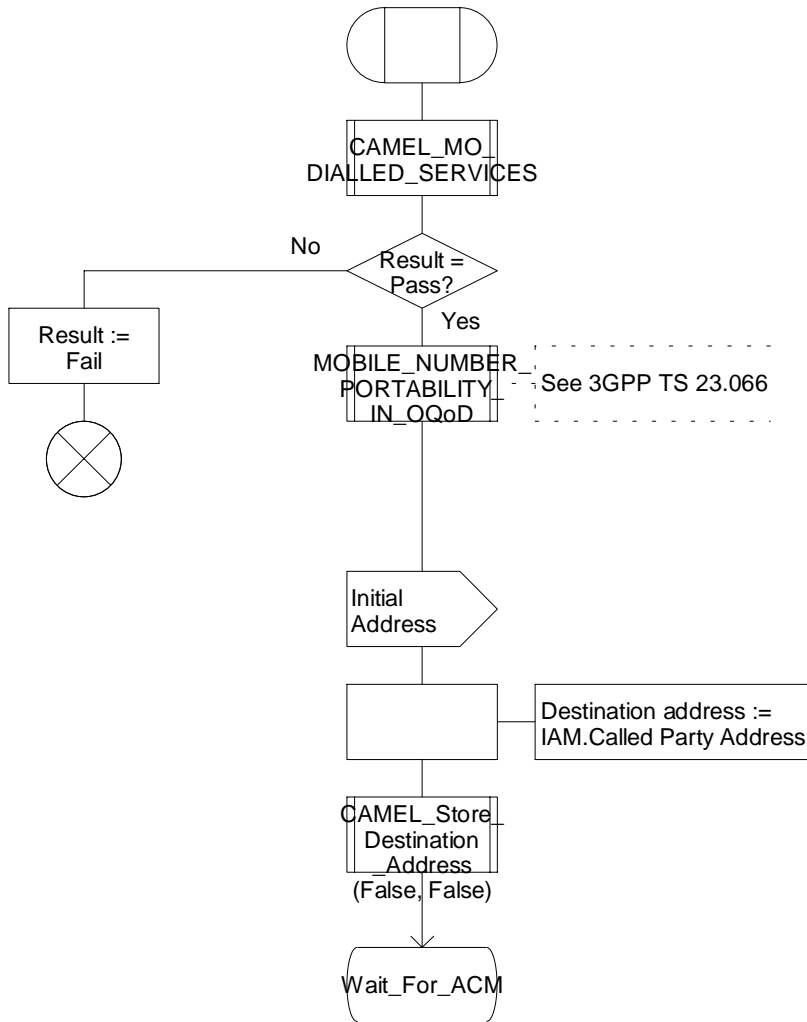 CAMEL_MO_
DIALLED_SERVICES
No
Result =
Pass?
Yes
Result :=
Fail
MOBILE_NUMBER_
PORTABILITY_
IN_OQoD
See 3GPP TS 23.066
Initial
Address
Destination address :=
IAM.Called Party Address
CAMEL_Store_
Destination
_Address
(False, False)
Wait_For_ACM